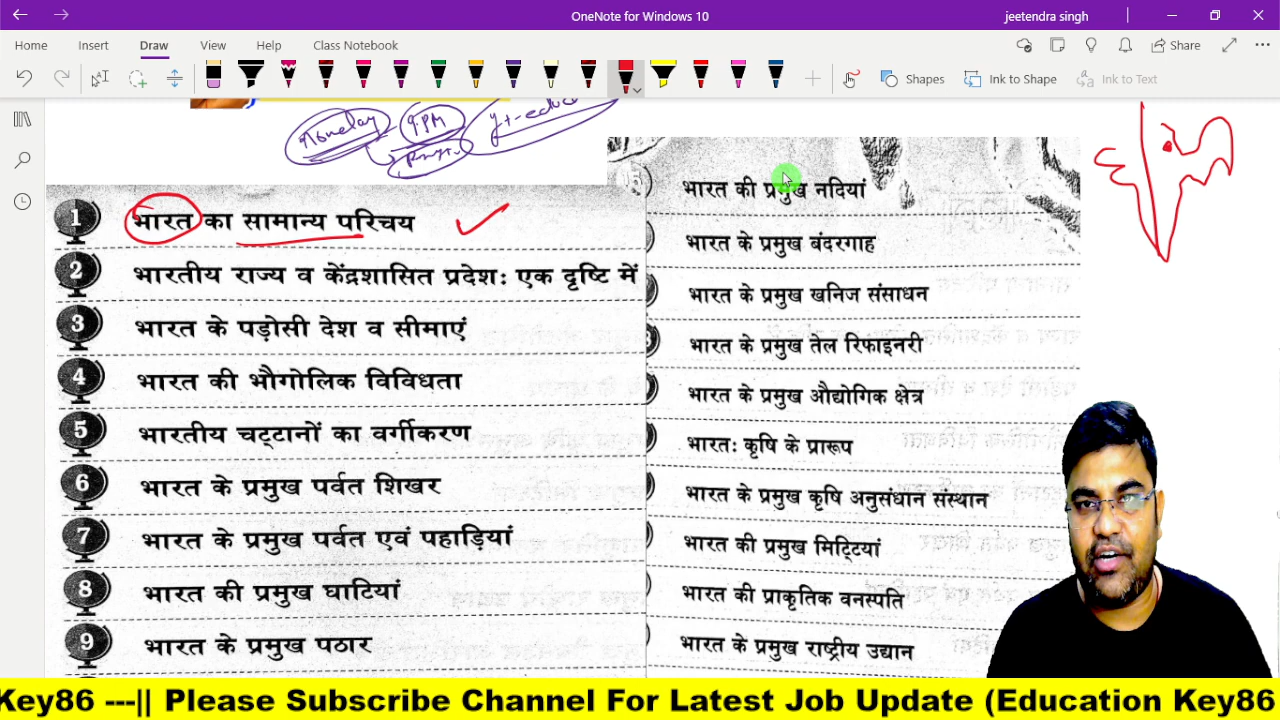 OneNote for Windows 10
jeetendra singh
Home Insert Draw View Help Class Notebook
Share
Shapes Ink to Shape Ink to Text
Monday 9:PM
yt-educ
1 भारत का सामान्य परिचय
2 भारतीय राज्य व केंद्रशासित प्रदेशः एक दृष्टि में
3 भारत के पड़ोसी देश व सीमाएं
4 भारत की भौगोलिक विविधता
5 भारतीय चट्टानों का वर्गीकरण
6 भारत के प्रमुख पर्वत शिखर
7 भारत के प्रमुख पर्वत एवं पहाड़ियां
8 भारत की प्रमुख घाटियां
9 भारत के प्रमुख पठार
भारत की प्रमुख नदियां
भारत के प्रमुख बंदरगाह
भारत के प्रमुख खनिज संसाधन
भारत के प्रमुख तेल रिफाइनरी
भारत के प्रमुख औद्योगिक क्षेत्र
भारतः कृषि के प्रारूप
भारत के प्रमुख कृषि अनुसंधान संस्थान
भारत की प्रमुख मिट्टियां
भारत की प्राकृतिक वनस्पति
भारत के प्रमुख राष्ट्रीय उद्यान
Key86 ---|| Please Subscribe Channel For Latest Job Update (Education Key86